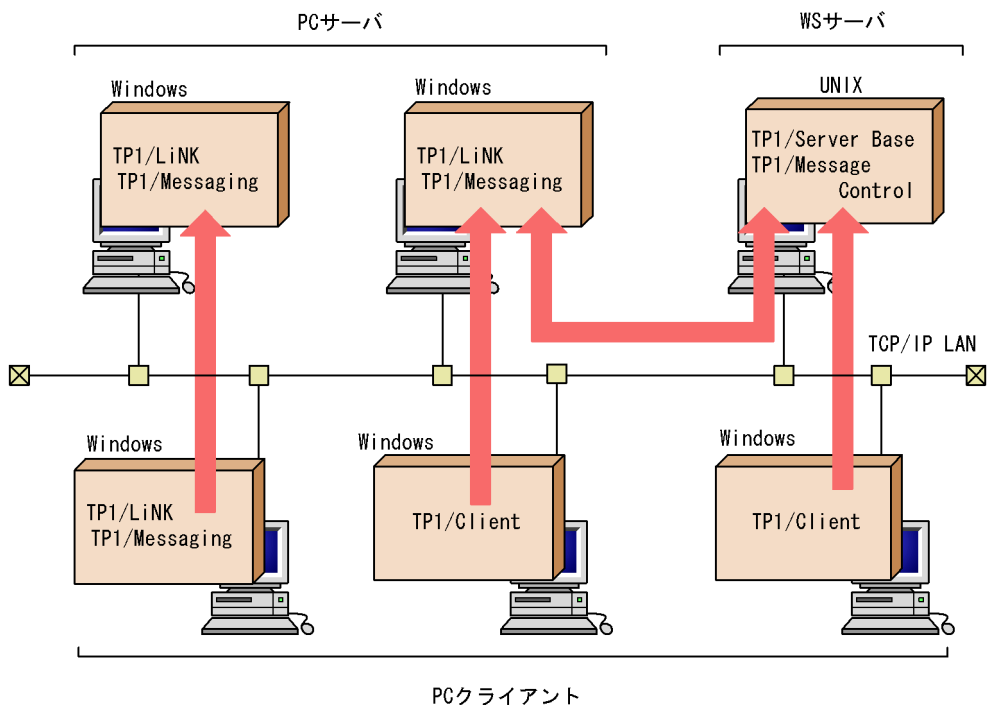 PCサーバ
WSサーバ
Windows
Windows
UNIX
TP1/LiNK
TP1/Messaging
TP1/LiNK
TP1/Messaging
TP1/Server Base
TP1/Message
Control
TCP/IP LAN
Windows
Windows
Windows
TP1/LiNK
TP1/Messaging
TP1/Client
TP1/Client
PCクライアント